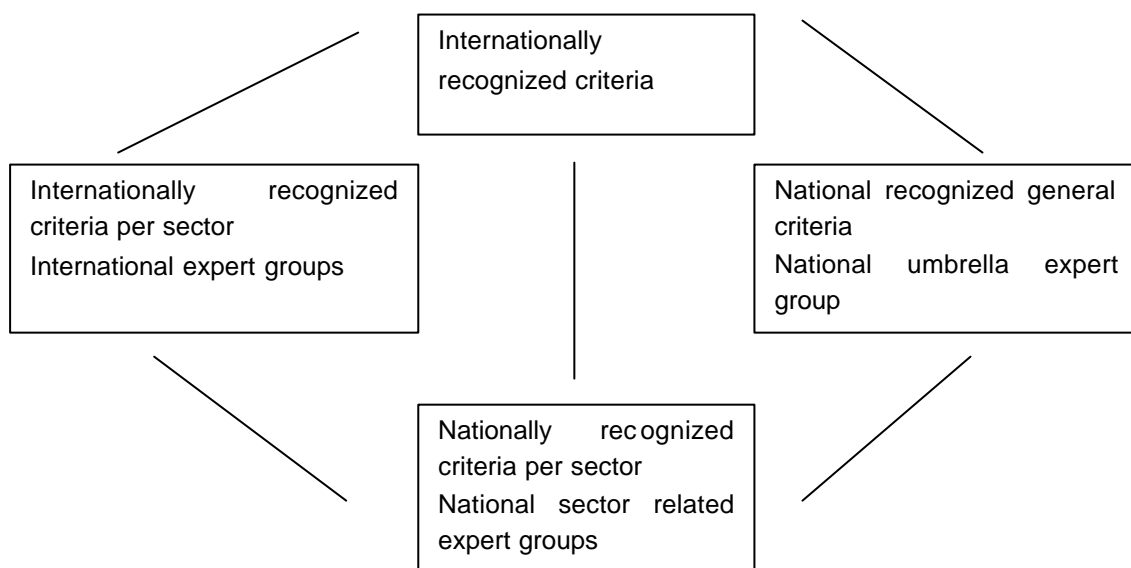 Internationally
recognized criteria
Internationally recognized
criteria per sector
International expert groups
National recognized general
criteria
National umbrella expert
group
Nationally recognized
criteria per sector
National sector related
expert groups